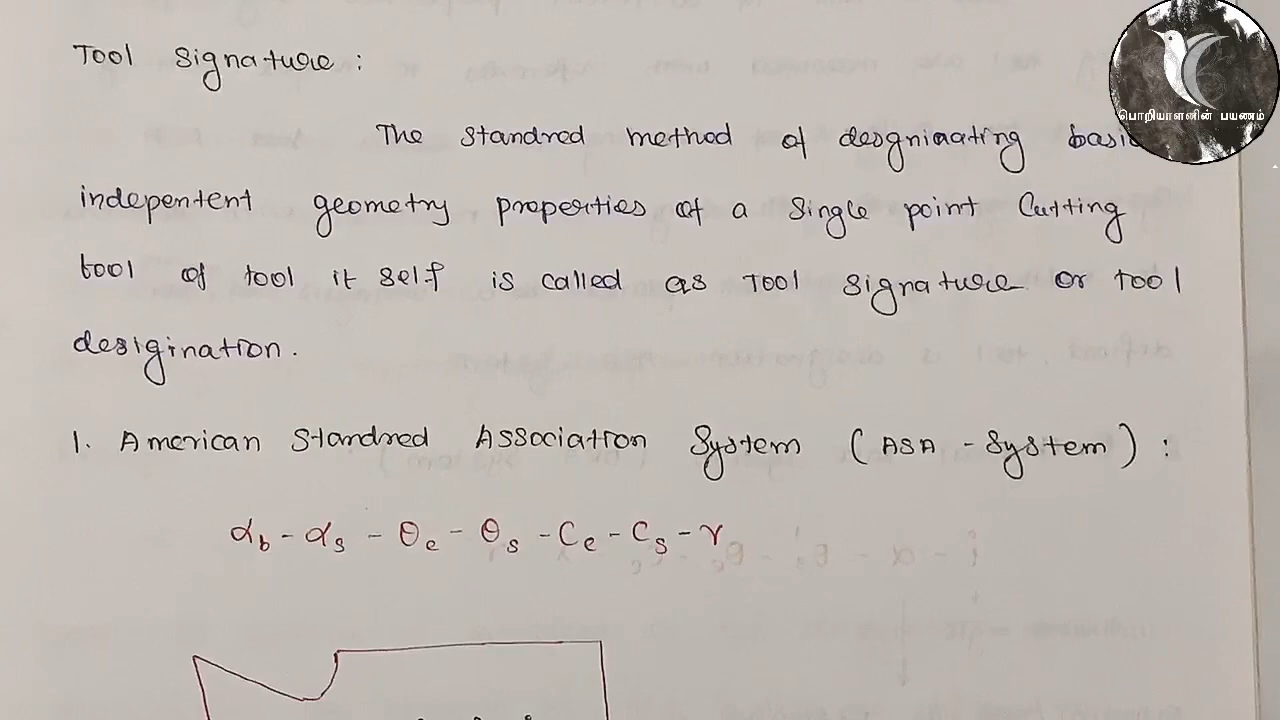 Tool Signature :
The standred method of desgniaating basic
indepentent geometry properties of a single point cutting
tool of tool it self is called as Tool signature or Tool
desigination.
1. American Standred Association System (ASA - System) :
αb - αs - θe - θs - Ce - Cs - r
பொறியாளனின் பயணம்